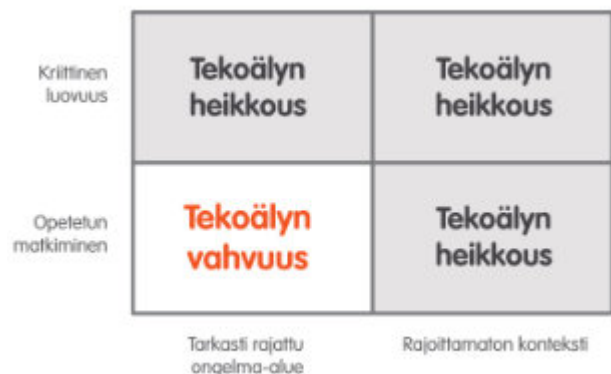 Kriittinen
luovuus
Tekoälyn
heikkous
Tekoälyn
heikkous
Opetetun
matkiminen
Tekoälyn
vahvuus
Tekoälyn
heikkous
Tarkasti rajattu
ongelma-alue
Rajoittamaton konteksti